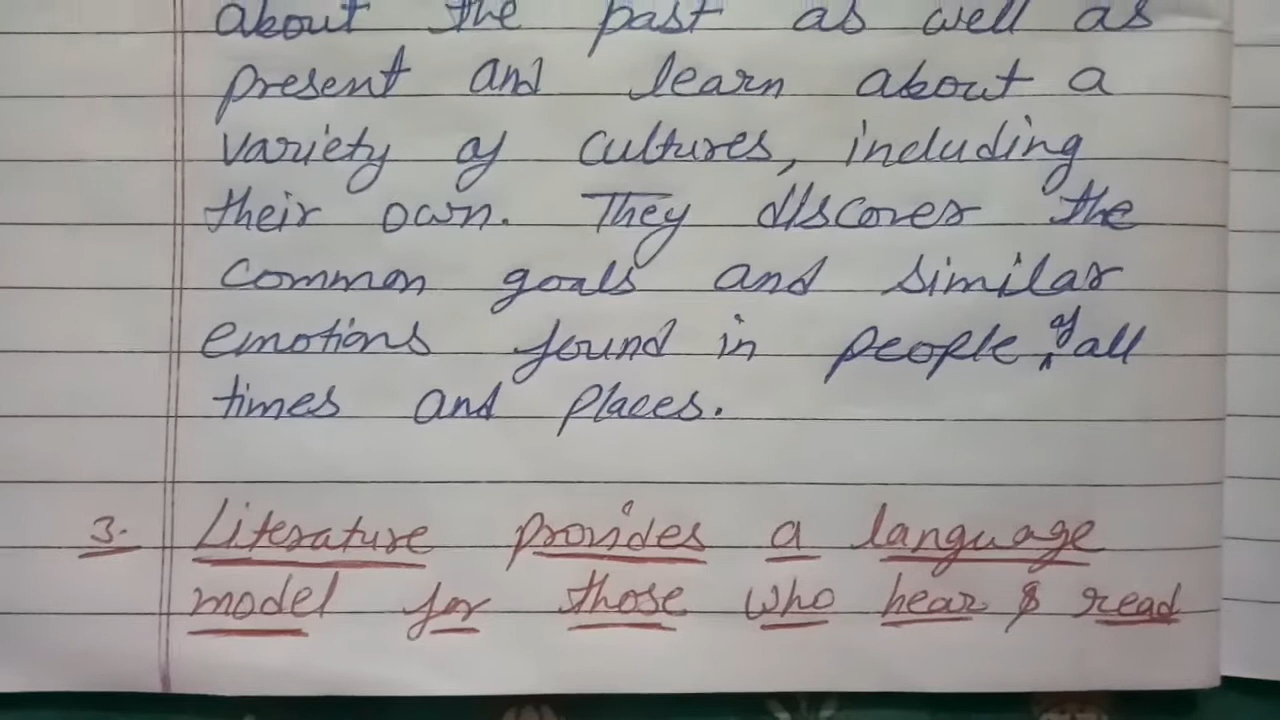 about the past as well as
present and learn about a
variety of cultures, including
their own. They discover the
common goals and similar
emotions found in people, of all
times and places.
3. Literature provides a language
model for those who hear & read